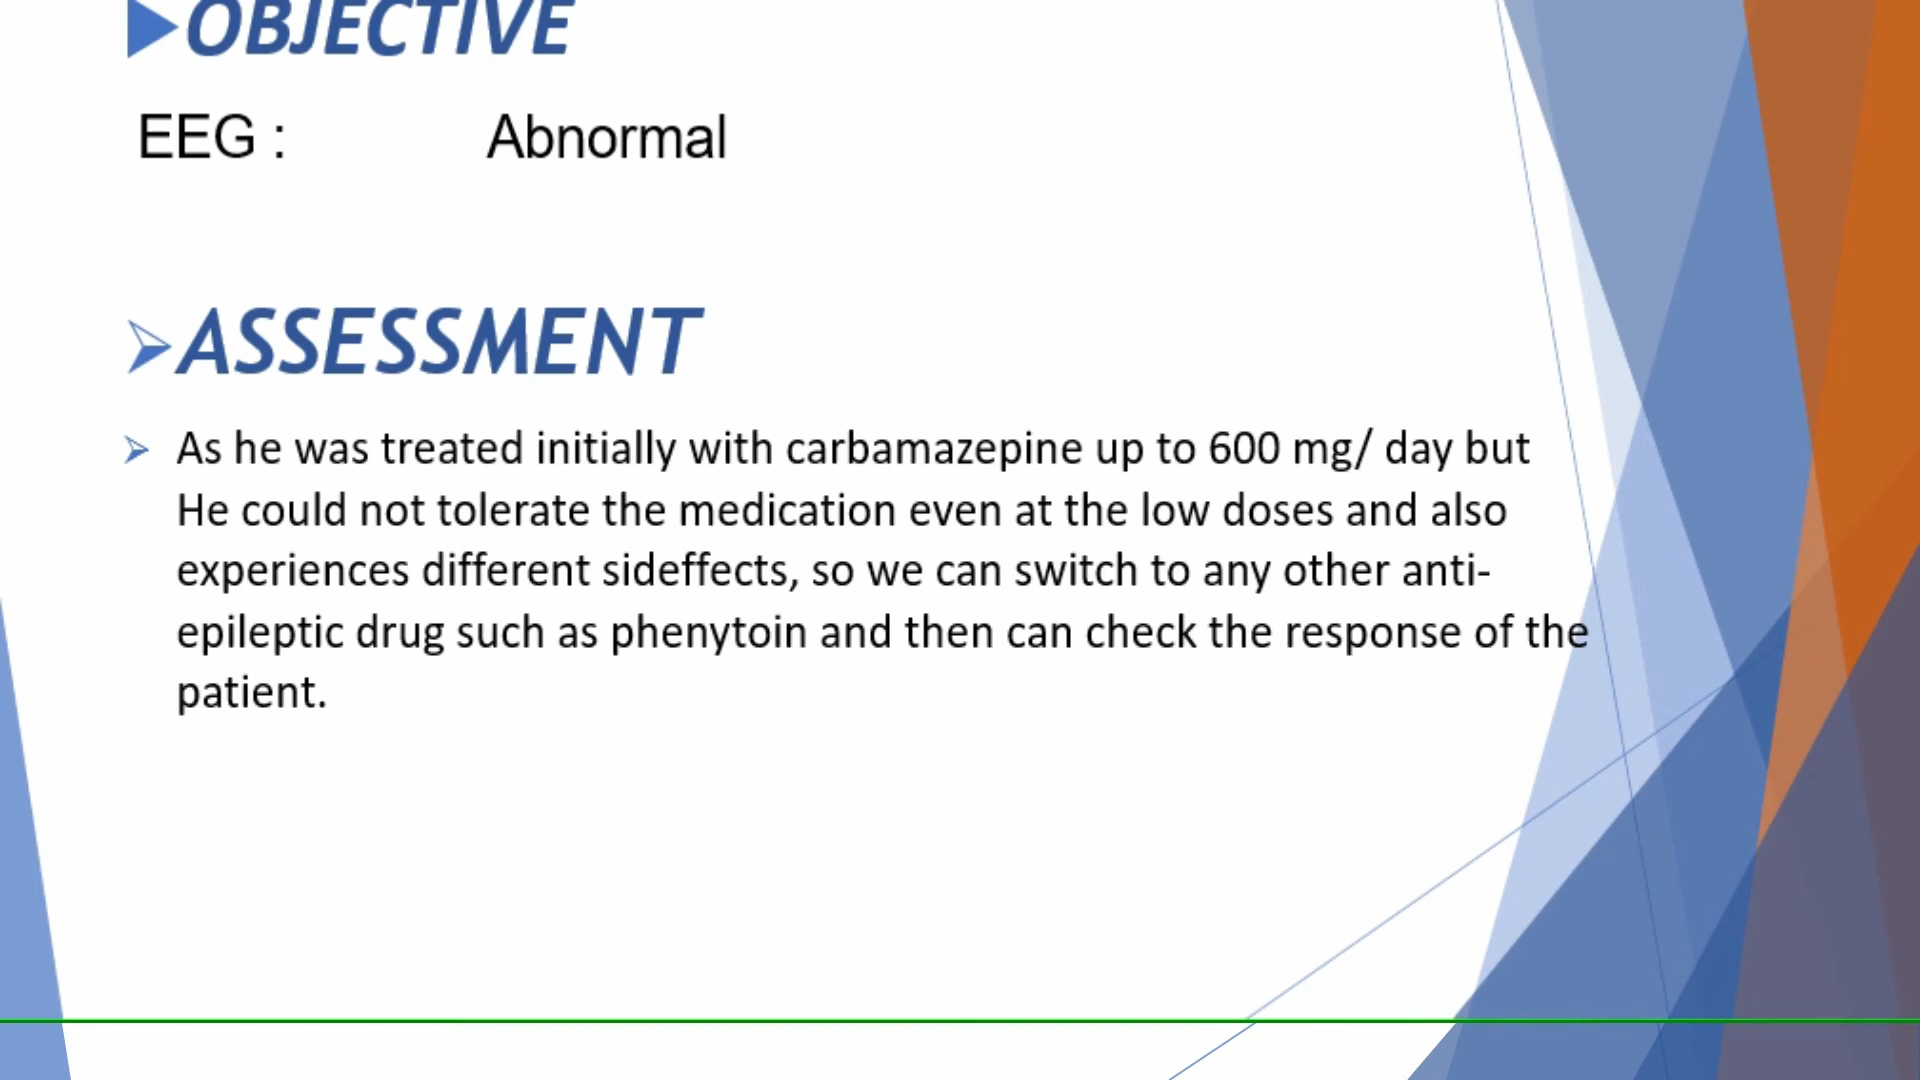 OBJECTIVE
EEG : Abnormal
ASSESSMENT
As he was treated initially with carbamazepine up to 600 mg/ day but
He could not tolerate the medication even at the low doses and also
experiences different sideffects, so we can switch to any other anti-
epileptic drug such as phenytoin and then can check the response of the
patient.